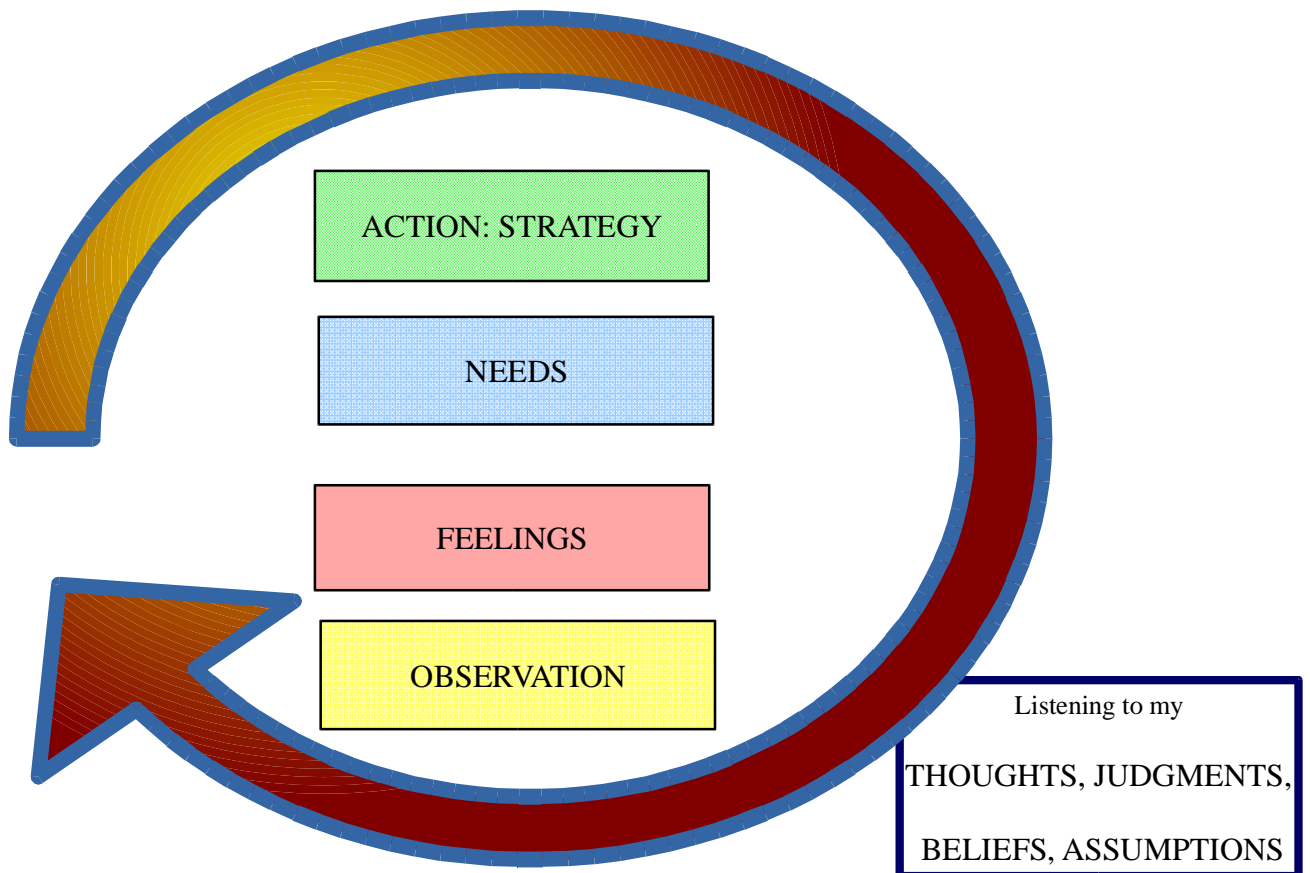 ACTION: STRATEGY
NEEDS
FEELINGS
OBSERVATION
Listening to my
THOUGHTS, JUDGMENTS,
BELIEFS, ASSUMPTIONS